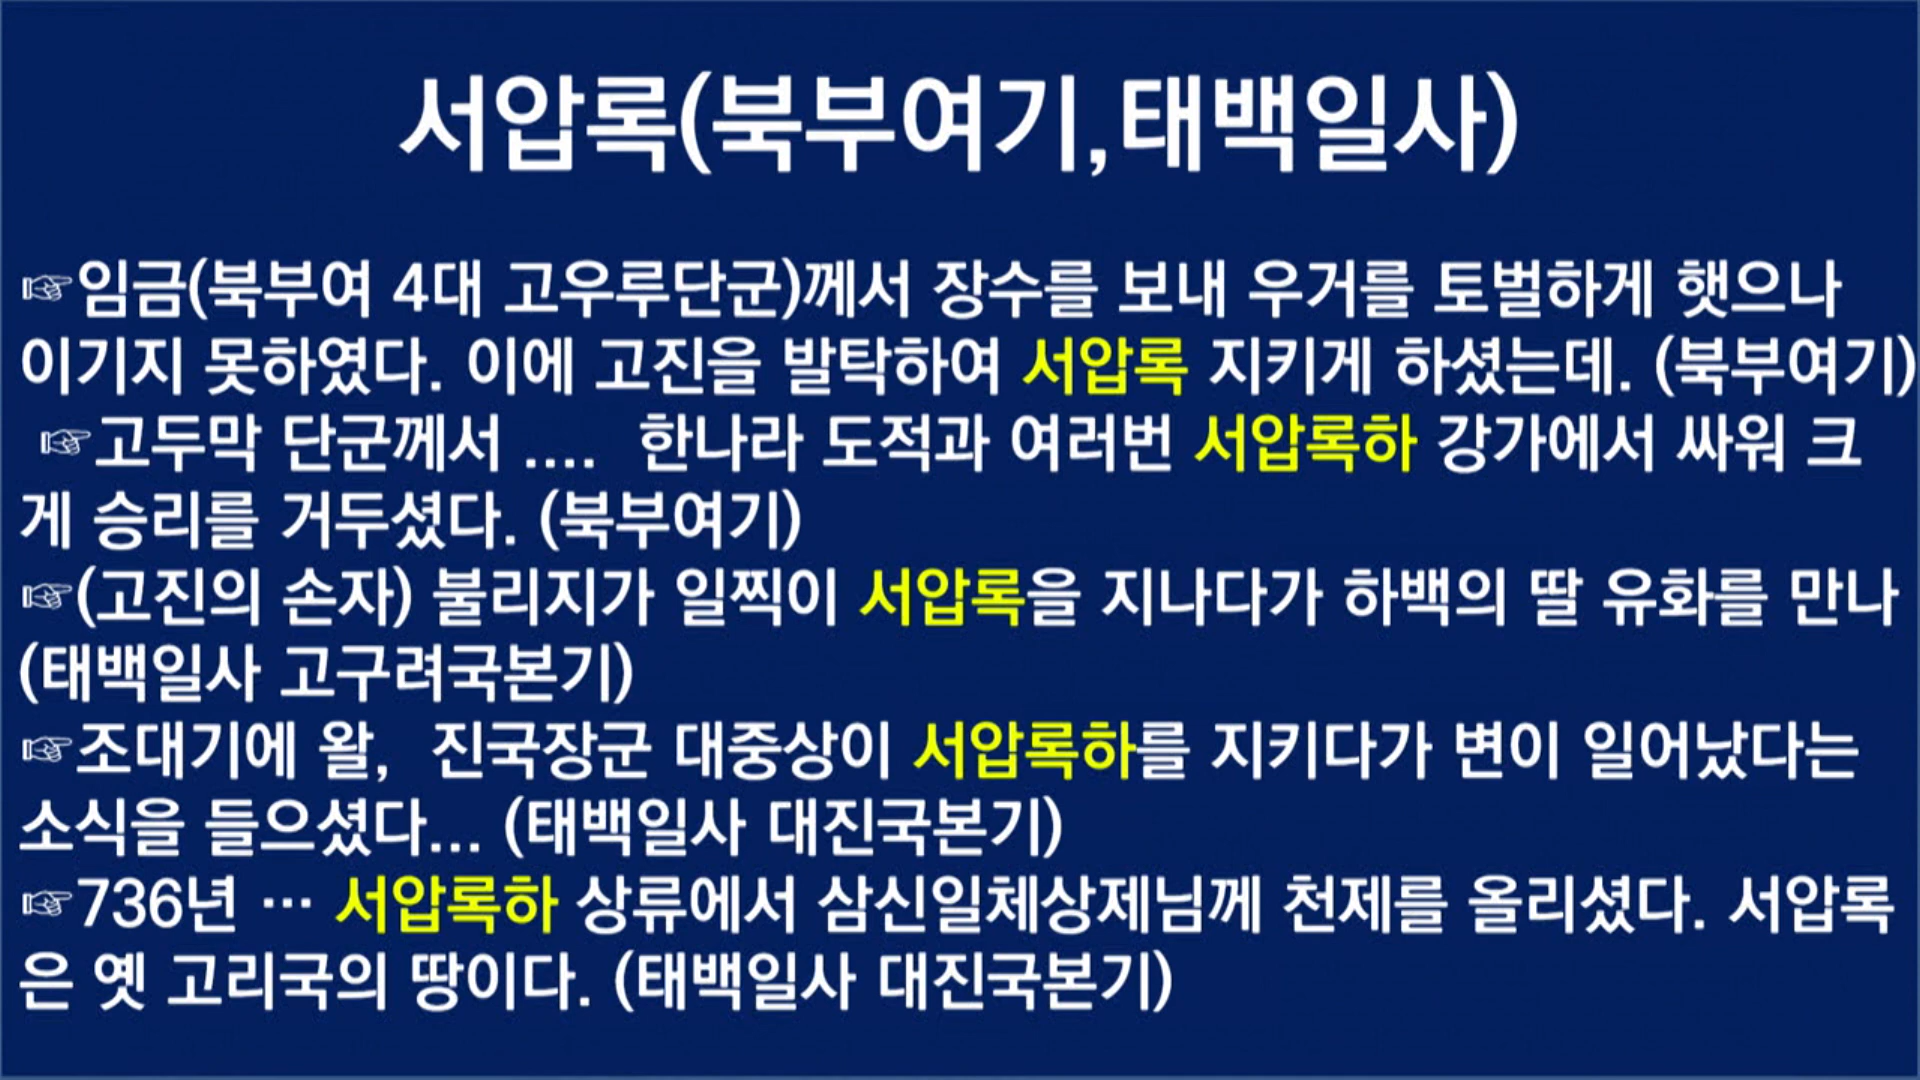 서압록(북부여기,태백일사)
☞임금(북부여 4대 고우루단군)께서 장수를 보내 우거를 토벌하게 햇으나
이기지 못하였다. 이에 고진을 발탁하여 서압록 지키게 하셨는데. (북부여기)
☞고두막 단군께서 .... 한나라 도적과 여러번 서압록하 강가에서 싸워 크
게 승리를 거두셨다. (북부여기)
☞(고진의 손자) 불리지가 일찍이 서압록을 지나다가 하백의 딸 유화를 만나
(태백일사 고구려국본기)
☞조대기에 왈, 진국장군 대중상이 서압록하를 지키다가 변이 일어났다는
소식을 들으셨다... (태백일사 대진국본기)
☞736년 ··· 서압록하 상류에서 삼신일체상제님께 천제를 올리셨다. 서압록
은 옛 고리국의 땅이다. (태백일사 대진국본기)